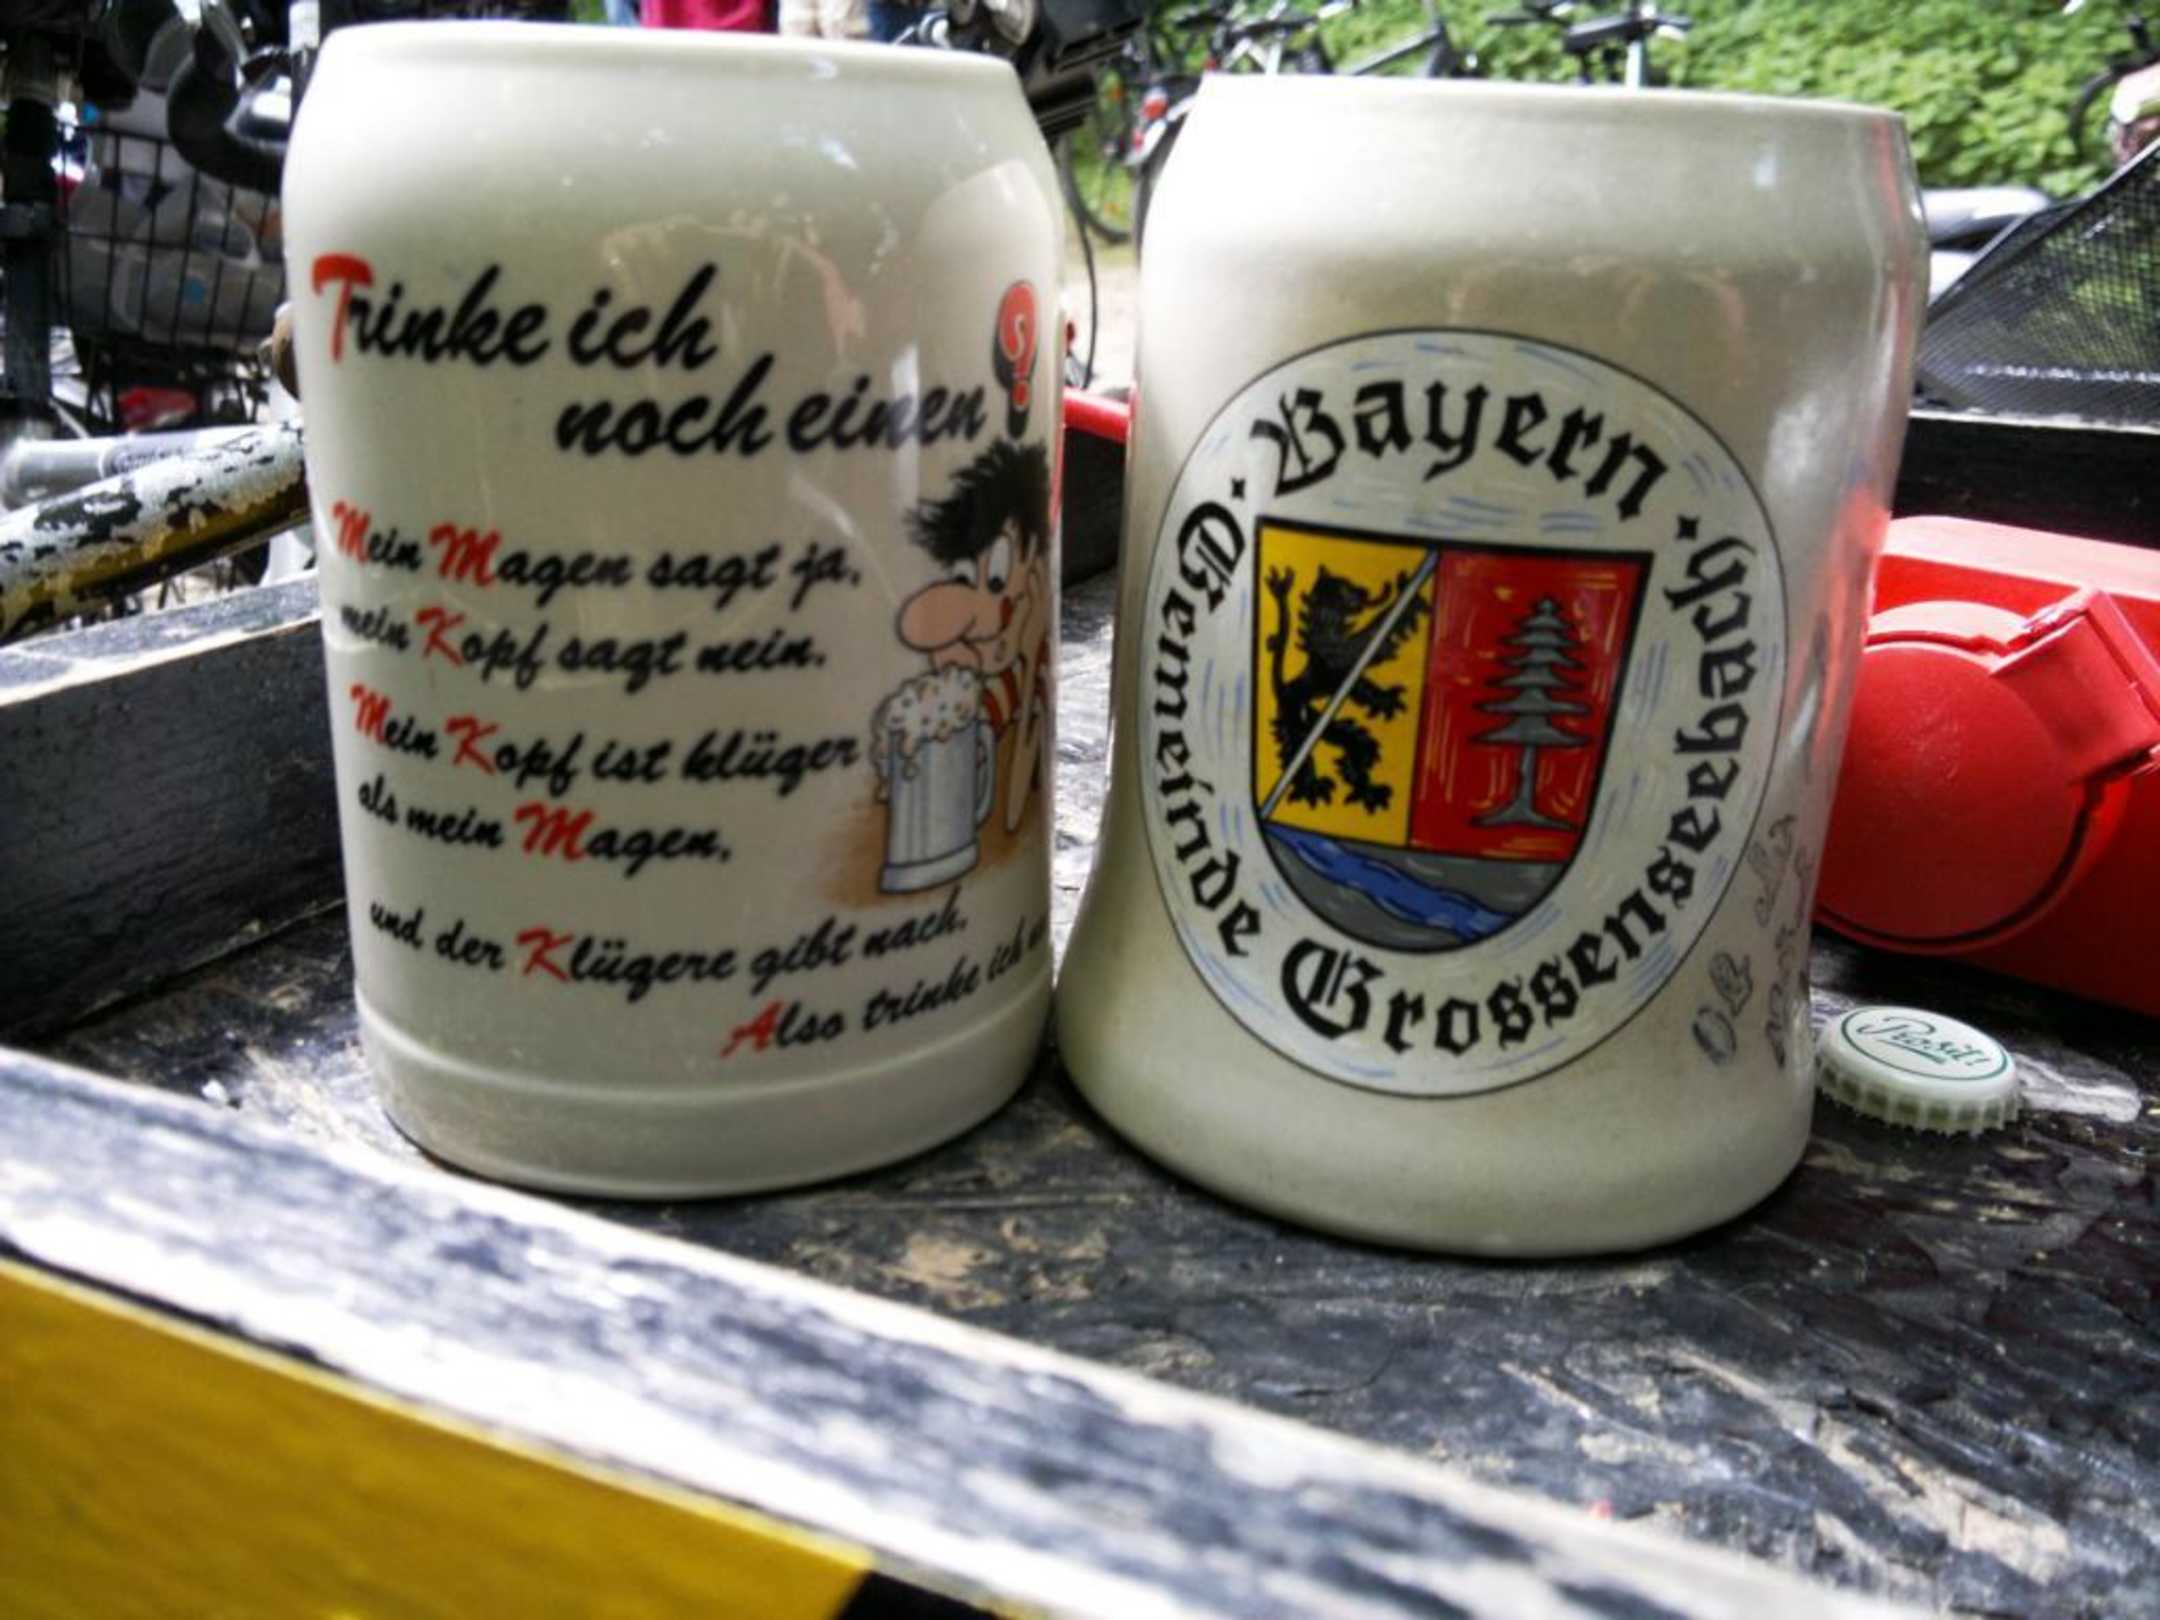 Trinke ich
noch einen?
Mein Magen sagt ja,
mein Kopf sagt nein.
Mein Kopf ist klüger
als mein Magen,
und der Klügere gibt nach.
Also trinke ich
· Bayern ·
Gemeinde Grossenseebach
Prosit!